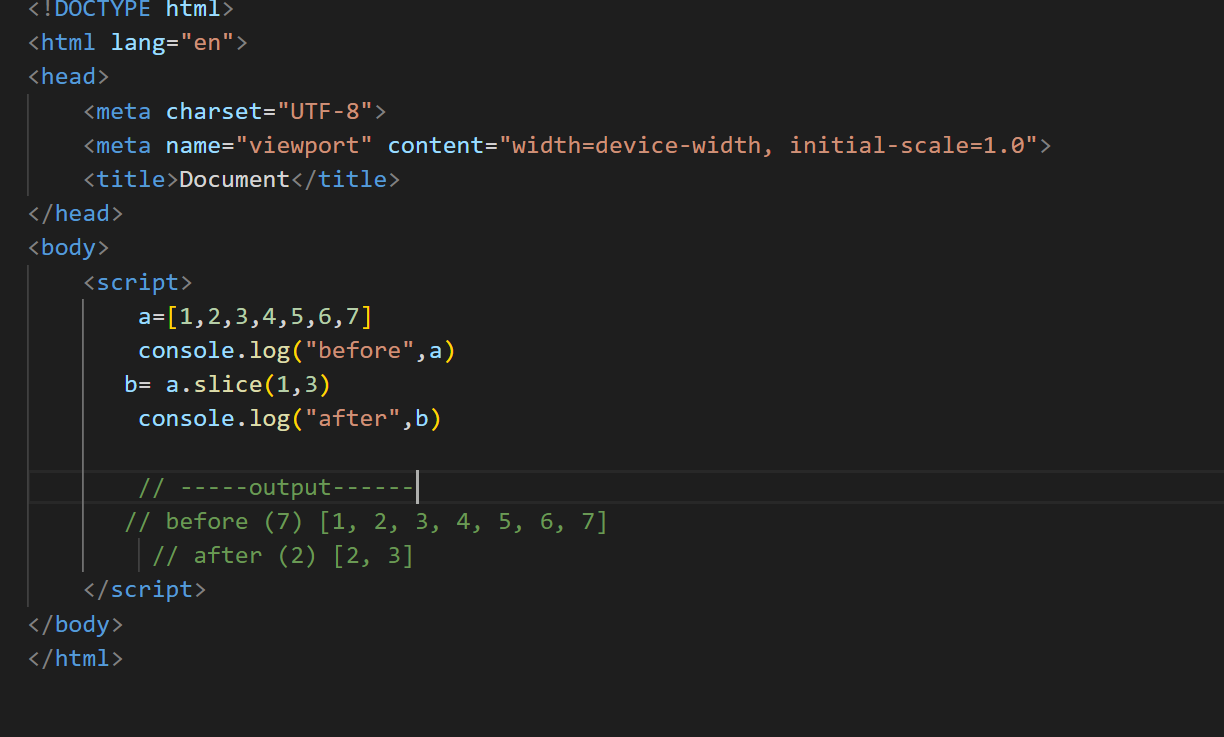 <!DOCTYPE html>
<html lang="en">
<head>
    <meta charset="UTF-8">
    <meta name="viewport" content="width=device-width, initial-scale=1.0">
    <title>Document</title>
</head>
<body>
    <script>
        a=[1,2,3,4,5,6,7]
        console.log("before",a)
       b= a.slice(1,3)
        console.log("after",b)

        // -----output------
       // before (7) [1, 2, 3, 4, 5, 6, 7]
         // after (2) [2, 3]
    </script>
</body>
</html>